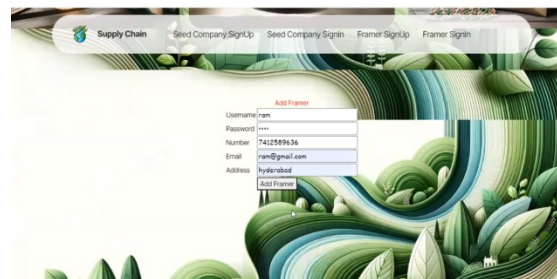 Supply Chain Seed Company SignUp Seed Company Signin Framer SignUp Framer Signin
Add Framer
Username ram
Password ••••
Number 7412589636
Email ram@gmail.com
Address hyderabad
Add Framer